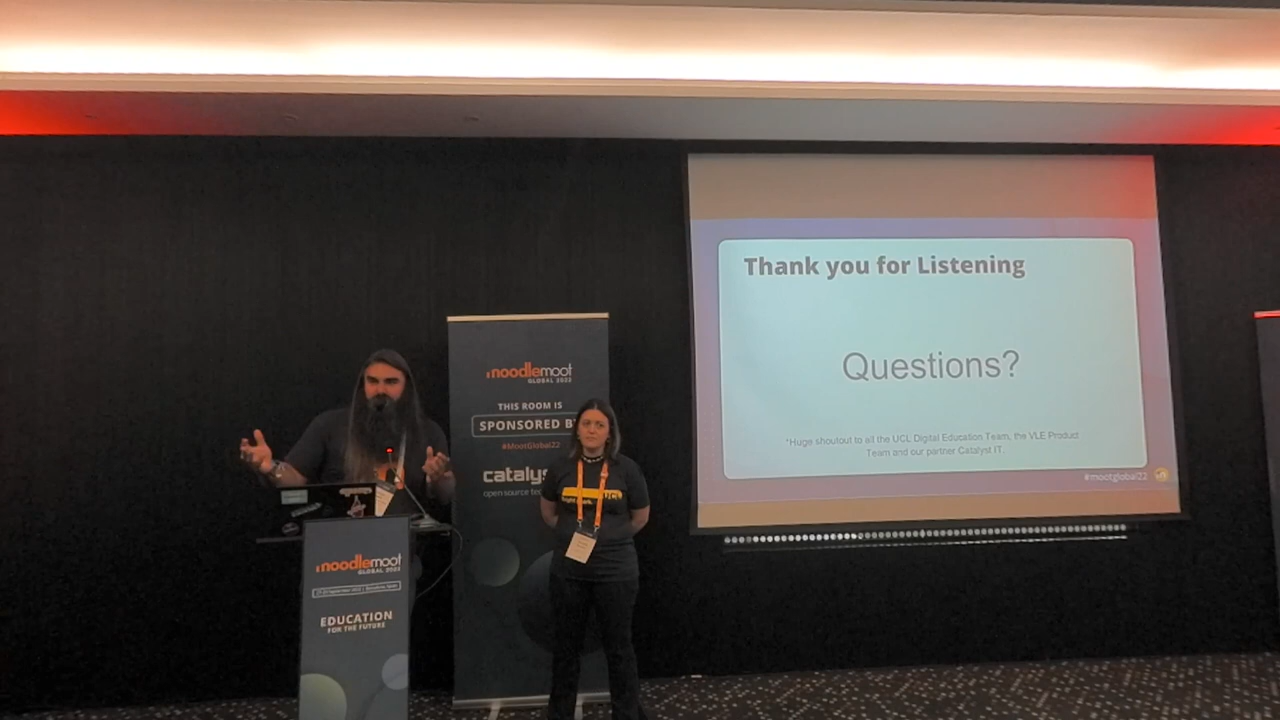 Thank you for Listening
Questions?
*Huge shoutout to all the UCL Digital Education Team, the VLE Product
Team and our partner Catalyst IT.
#mootglobal22
moodlemoot
GLOBAL 2022
THIS ROOM IS
SPONSORED B
#MootGlobal22
catalys
open source tec
UCL
moodlemoot
GLOBAL 2022
EDUCATION
FOR THE FUTURE